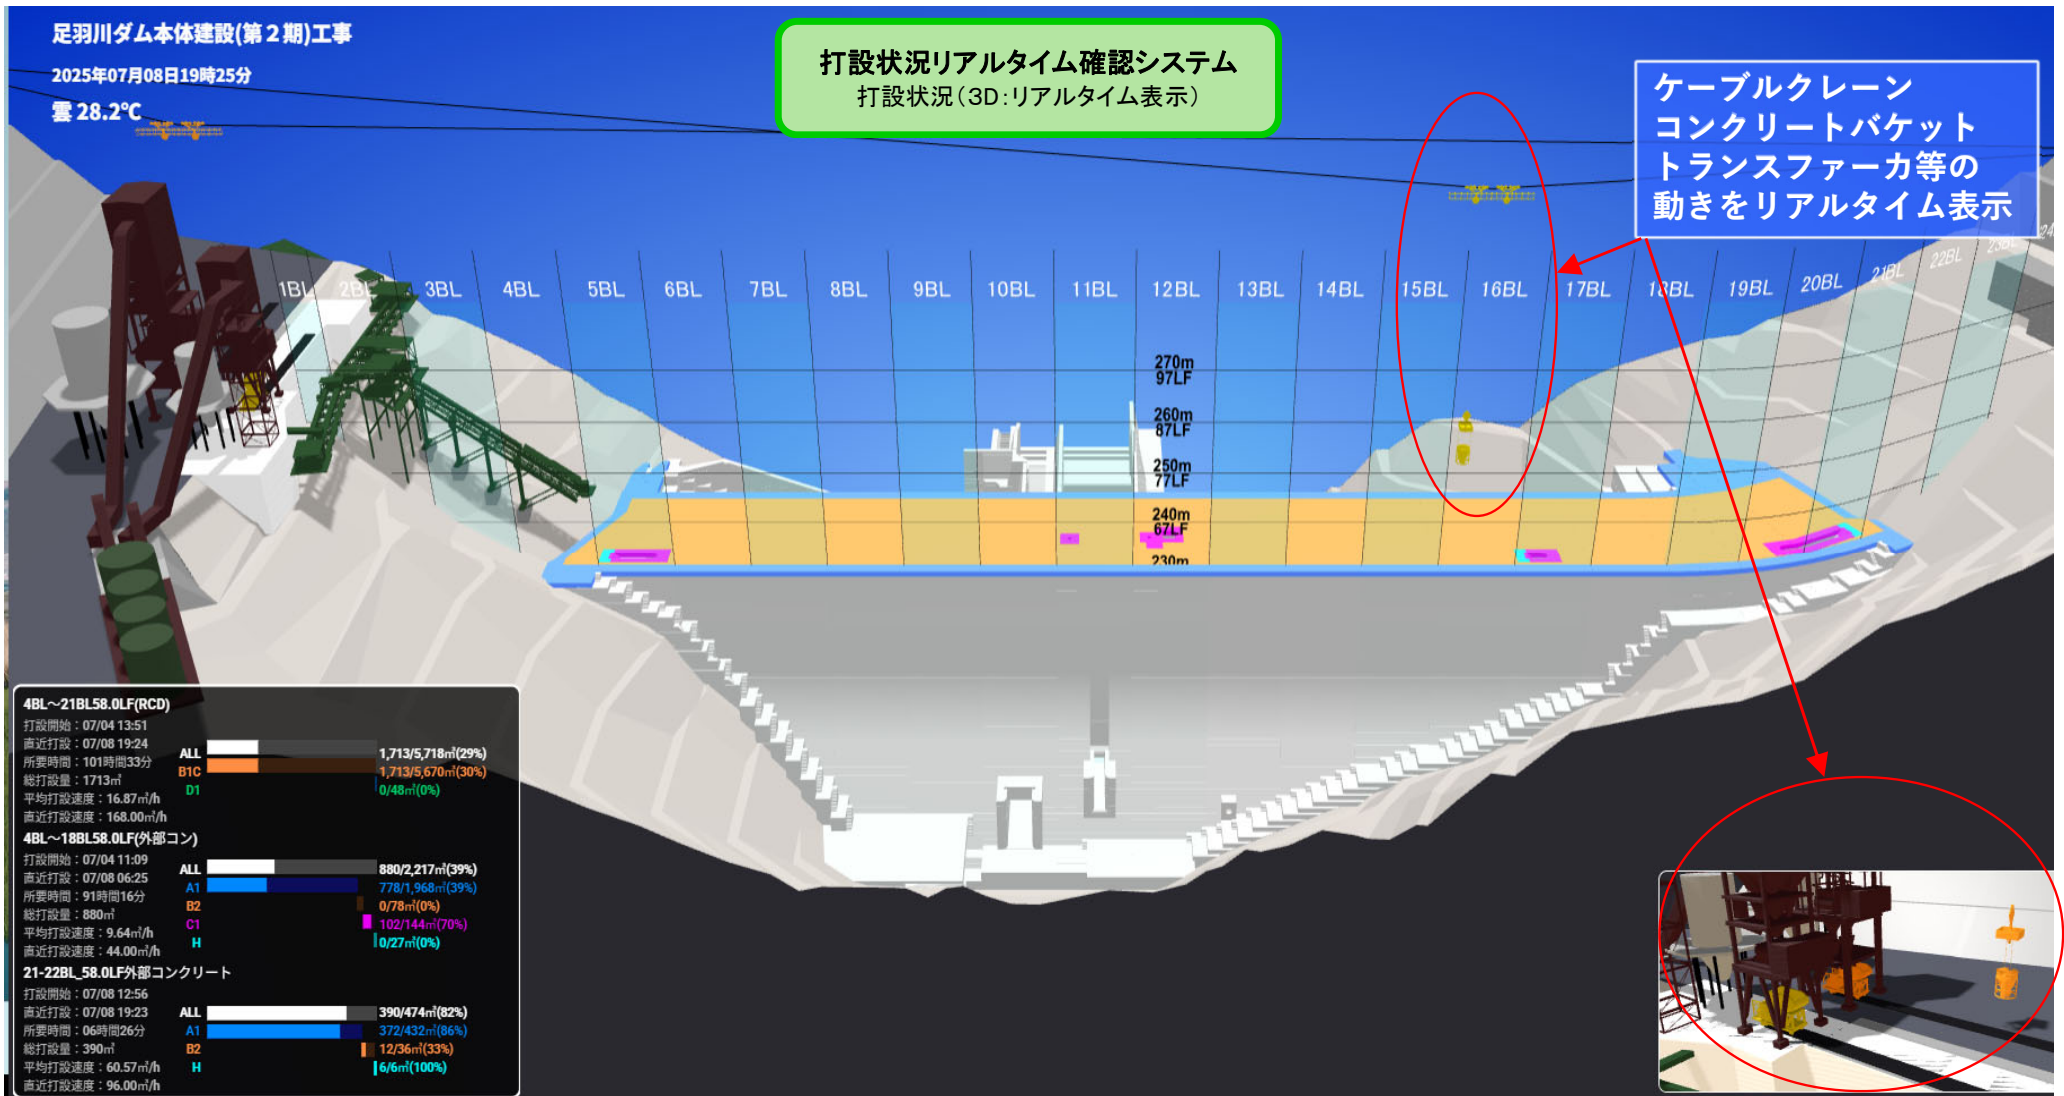 足羽川ダム本体建設(第２期)工事
2025年07月08日19時25分
雲 28.2℃
打設状況リアルタイム確認システム
打設状況（3D：リアルタイム表示）
ケーブルクレーン
コンクリートバケット
トランスファーカ等の
動きをリアルタイム表示
1BL 2BL 3BL 4BL 5BL 6BL 7BL 8BL 9BL 10BL 11BL 12BL 13BL 14BL 15BL 16BL 17BL 18BL 19BL 20BL 21BL 22BL 23BL 24
270m
97LF
260m
87LF
250m
77LF
240m
67LF
230m
4BL～21BL58.0LF(RCD)
打設開始：07/04 13:51
直近打設：07/08 19:24
所要時間：101時間33分
総打設量：1713㎥
平均打設速度：16.87㎥/h
直近打設速度：168.00㎥/h
ALL 1,713/5,718㎥(29%)
B1C 1,713/5,670㎥(30%)
D1 0/48㎥(0%)
4BL～18BL58.0LF(外部コン)
打設開始：07/04 11:09
直近打設：07/08 06:25
所要時間：91時間16分
総打設量：880㎥
平均打設速度：9.64㎥/h
直近打設速度：44.00㎥/h
ALL 880/2,217㎥(39%)
A1 778/1,968㎥(39%)
B2 0/78㎥(0%)
C1 102/144㎥(70%)
H 0/27㎥(0%)
21-22BL_58.0LF外部コンクリート
打設開始：07/08 12:56
直近打設：07/08 19:23
所要時間：06時間26分
総打設量：390㎥
平均打設速度：60.57㎥/h
直近打設速度：96.00㎥/h
ALL 390/474㎥(82%)
A1 372/432㎥(86%)
B2 12/36㎥(33%)
H 6/6㎥(100%)